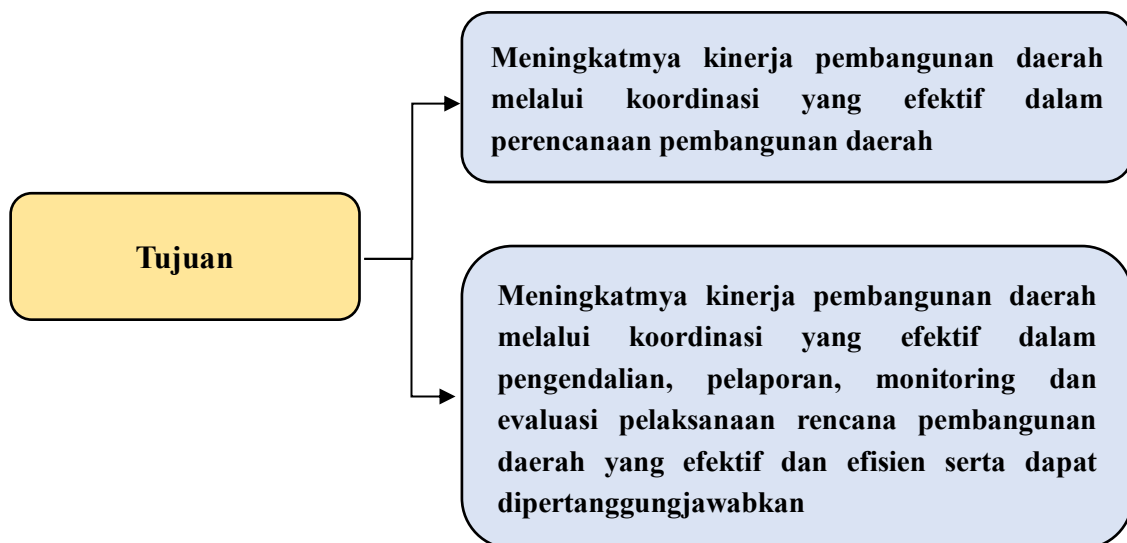 Meningkatmya kinerja pembangunan daerah
melalui koordinasi yang efektif dalam
perencanaan pembangunan daerah
Tujuan
Meningkatmya kinerja pembangunan daerah
melalui koordinasi yang efektif dalam
pengendalian, pelaporan, monitoring dan
evaluasi pelaksanaan rencana pembangunan
daerah yang efektif dan efisien serta dapat
dipertanggungjawabkan